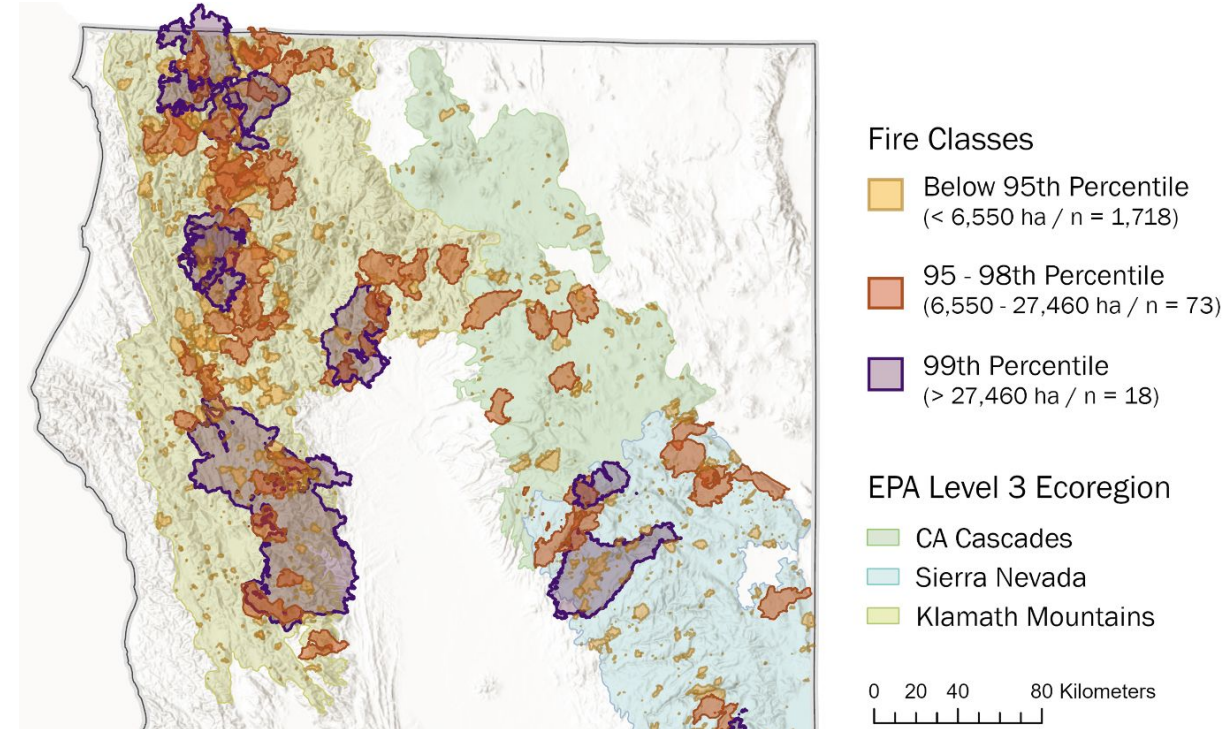 Fire Classes
Below 95th Percentile
(< 6,550 ha / n = 1,718)
95 - 98th Percentile
(6,550 - 27,460 ha / n = 73)
99th Percentile
(> 27,460 ha / n = 18)
EPA Level 3 Ecoregion
CA Cascades
Sierra Nevada
Klamath Mountains
0 20 40 80 Kilometers